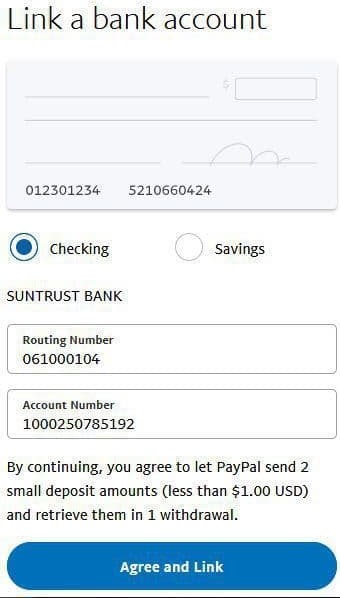 Link a bank account
$
012301234 5210660424
Checking Savings
SUNTRUST BANK
Routing Number
061000104
Account Number
1000250785192
By continuing, you agree to let PayPal send 2
small deposit amounts (less than $1.00 USD)
and retrieve them in 1 withdrawal.
Agree and Link